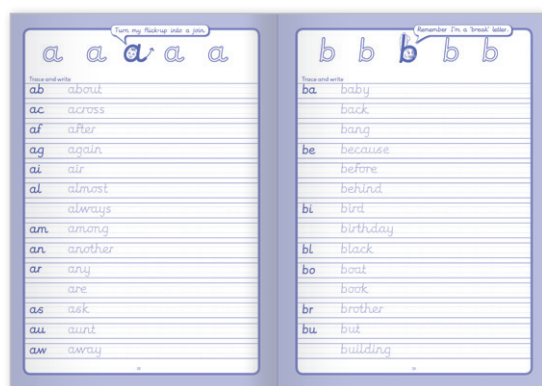 Turn my flick-up into a join.
a a a a a
Trace and write
ab about
ac across
af after
ag again
ai air
al almost
always
am among
an another
ar any
are
as ask
au aunt
aw away
Remember I'm a 'break' letter.
b b b b b
Trace and write
ba baby
back
bang
be because
before
behind
bi bird
birthday
bl black
bo boat
book
br brother
bu but
building